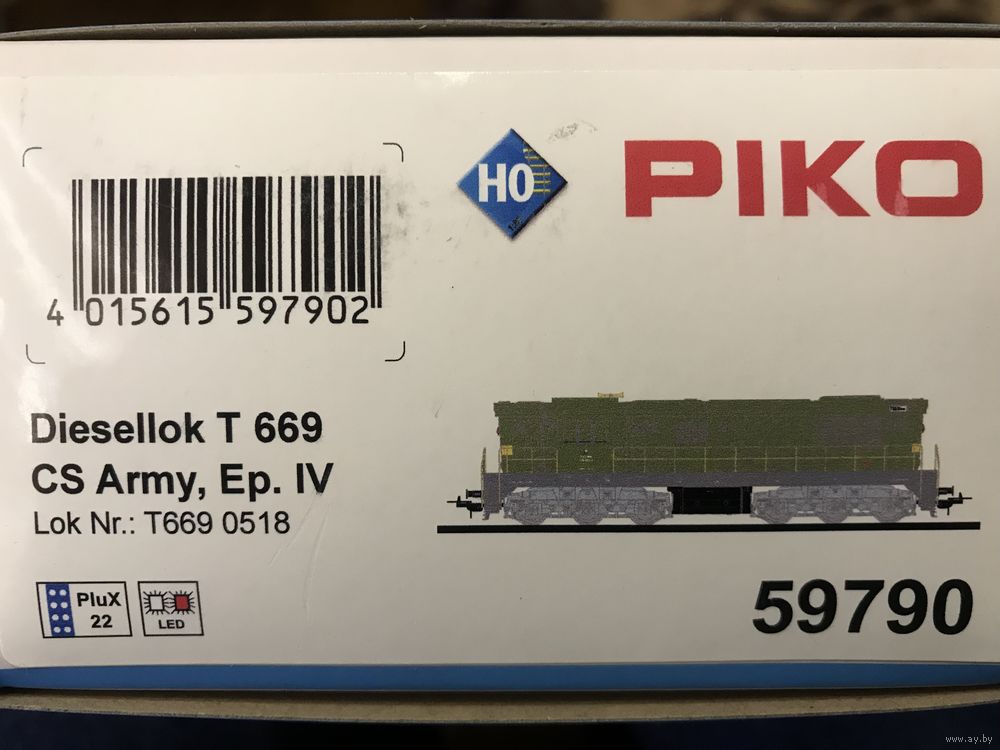 H0
PIKO
4 015615 597902
Diesellok T 669
CS Army, Ep. IV
Lok Nr.: T669 0518
PluX
22
LED
59790
www.ay.by